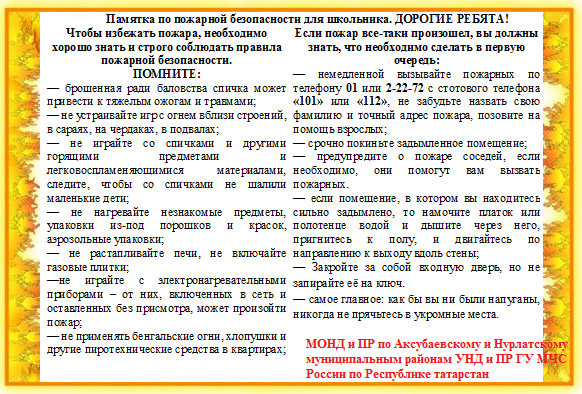 Памятка по пожарной безопасности для школьника. ДОРОГИЕ РЕБЯТА!
Чтобы избежать пожара, необходимо
хорошо знать и строго соблюдать правила
пожарной безопасности.
ПОМНИТЕ:
— брошенная ради баловства спичка может
привести к тяжелым ожогам и травмами;
— не устраивайте игр с огнем вблизи строений,
в сараях, на чердаках, в подвалах;
— не играйте со спичками и другими
горящими предметами и
легковоспламеняющимися материалами,
следите, чтобы со спичками не шалили
маленькие дети;
— не нагревайте незнакомые предметы,
упаковки из-под порошков и красок,
аэрозольные упаковки;
— не растапливайте печи, не включайте
газовые плитки;
—не играйте с электронагревательными
приборами – от них, включенных в сеть и
оставленных без присмотра, может произойти
пожар;
— не применять бенгальские огни, хлопушки и
другие пиротехнические средства в квартирах;
Если пожар все-таки произошел, вы должны
знать, что необходимо сделать в первую
очередь:
— немедленной вызывайте пожарных по
телефону 01 или 2-22-72 с стотового телефона
«101» или «112», не забудьте назвать свою
фамилию и точный адрес пожара, позовите на
помощь взрослых;
— срочно покиньте задымленное помещение;
— предупредите о пожаре соседей, если
необходимо, они помогут вам вызвать
пожарных.
— если помещение, в котором вы находитесь
сильно задымлено, то намочите платок или
полотенце водой и дышите через него,
пригнитесь к полу, и двигайтесь по
направлению к выходу вдоль стены;
— Закройте за собой входную дверь, но не
запирайте её на ключ.
— самое главное: как бы вы ни были напуганы,
никогда не прячьтесь в укромные места.
МОНД и ПР по Аксубаевскому и Нурлатскому
муниципальным районам УНД и ПР ГУ МЧС
России по Республике татарстан